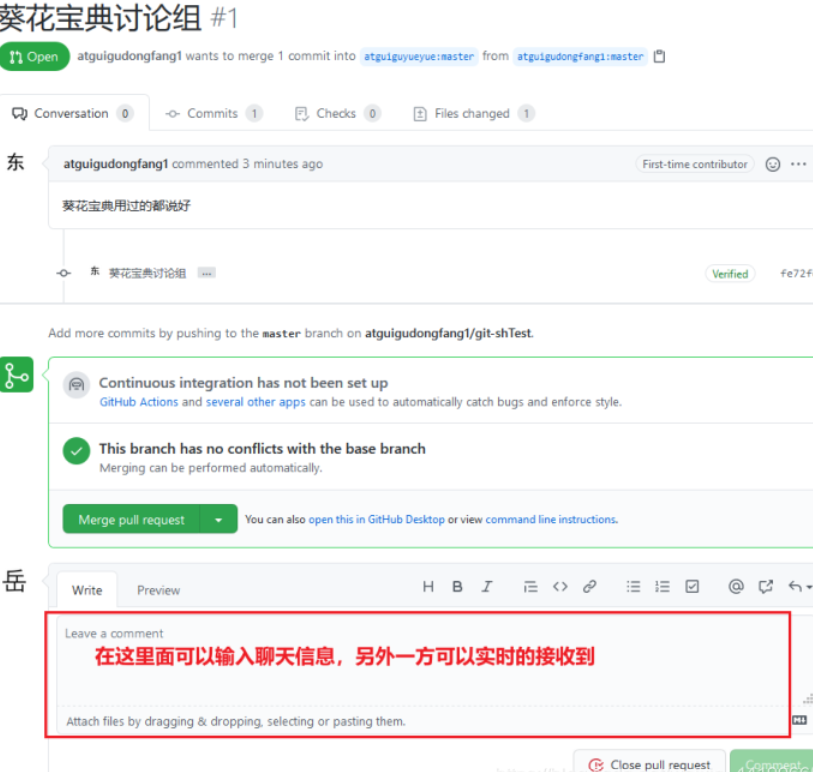 葵花宝典讨论组 #1
Open atguigudongfang1 wants to merge 1 commit into atguiguyueyue:master from atguigudongfang1:master
Conversation 0 Commits 1 Checks 0 Files changed 1
东 atguigudongfang1 commented 3 minutes ago First-time contributor
葵花宝典用过的都说好
东 葵花宝典讨论组 ... Verified fe72f
Add more commits by pushing to the master branch on atguigudongfang1/git-shTest.
Continuous integration has not been set up
GitHub Actions and several other apps can be used to automatically catch bugs and enforce style.
This branch has no conflicts with the base branch
Merging can be performed automatically.
Merge pull request You can also open this in GitHub Desktop or view command line instructions.
岳 Write Preview H B I
Leave a comment
在这里面可以输入聊天信息，另外一方可以实时的接收到
Attach files by dragging & dropping, selecting or pasting them.
Close pull request Comment